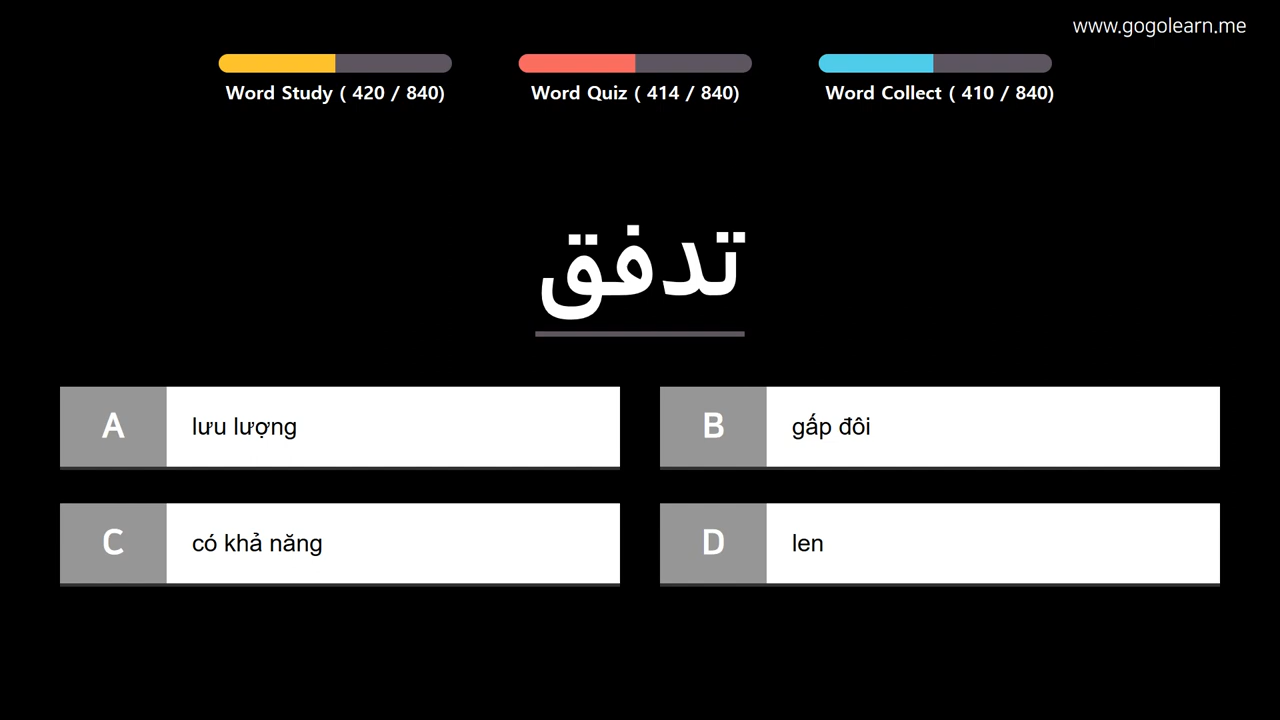 www.gogolearn.me
Word Study ( 420 / 840)
Word Quiz ( 414 / 840)
Word Collect ( 410 / 840)
تدفق
A lưu lượng
B gấp đôi
C có khả năng
D len